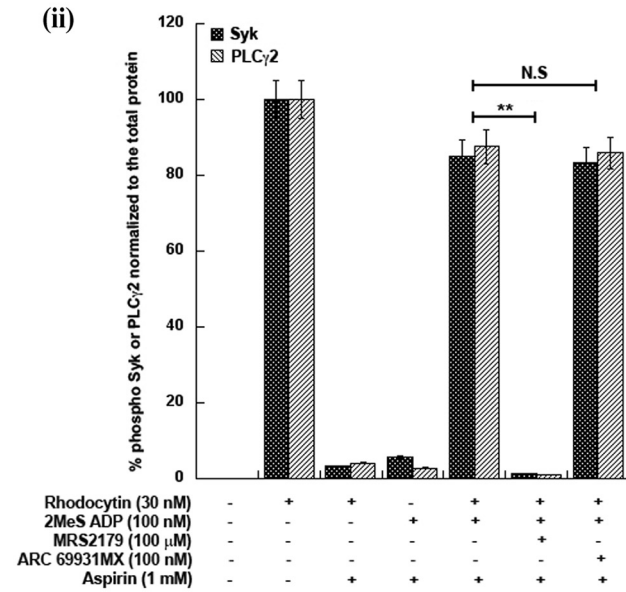 (ii)
120
100
80
60
40
20
0
% phospho Syk or PLCγ2 normalized to the total protein
Syk
PLCγ2
N.S
**
Rhodocytin (30 nM) - + + - + + +
2MeS ADP (100 nM) - - - + + + +
MRS2179 (100 μM) - - - - - + -
ARC 69931MX (100 nM) - - - - - - +
Aspirin (1 mM) - - + + + + +